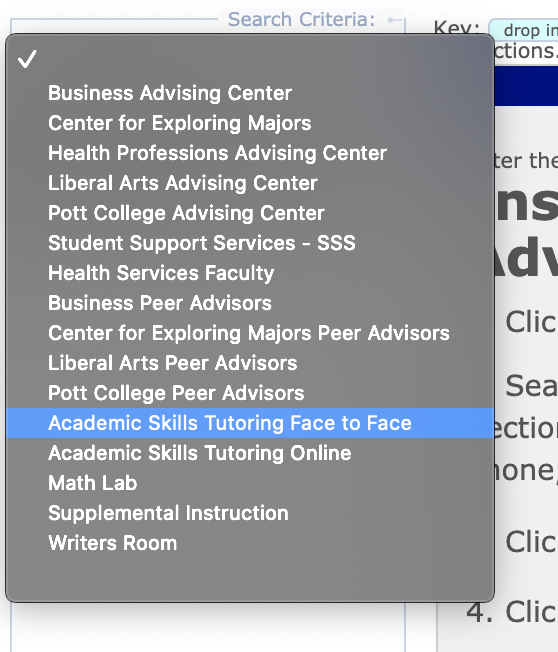 Search Criteria:
Key: drop in
ctions.
✓
Business Advising Center
Center for Exploring Majors
Health Professions Advising Center
Liberal Arts Advising Center
Pott College Advising Center
Student Support Services - SSS
Health Services Faculty
Business Peer Advisors
Center for Exploring Majors Peer Advisors
Liberal Arts Peer Advisors
Pott College Peer Advisors
Academic Skills Tutoring Face to Face
Academic Skills Tutoring Online
Math Lab
Supplemental Instruction
Writers Room
ter the
ns
Adv
Clic
Sea
ectio
hone,
Clic
4. Clic